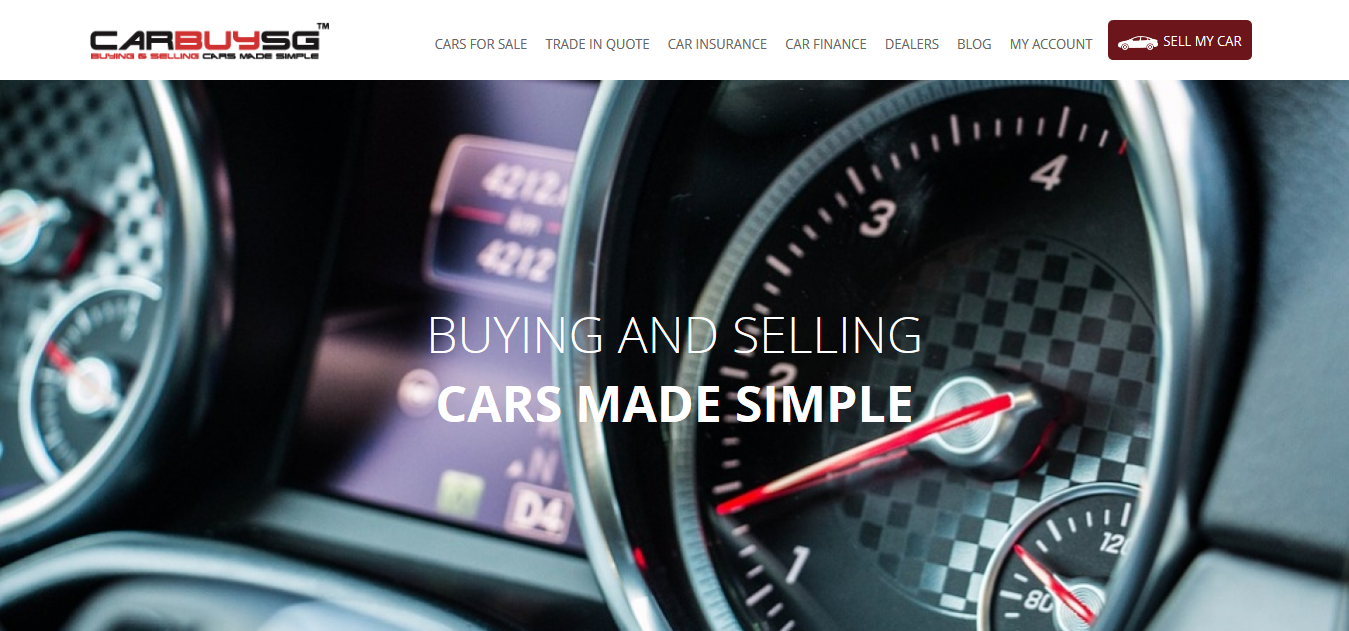 CARBUYSG™
BUYING & SELLING CARS MADE SIMPLE
CARS FOR SALE TRADE IN QUOTE CAR INSURANCE CAR FINANCE DEALERS BLOG MY ACCOUNT SELL MY CAR
4212.
km
4212
BUYING AND SELLING
CARS MADE SIMPLE
N
D4
1
2
3
4
80
120